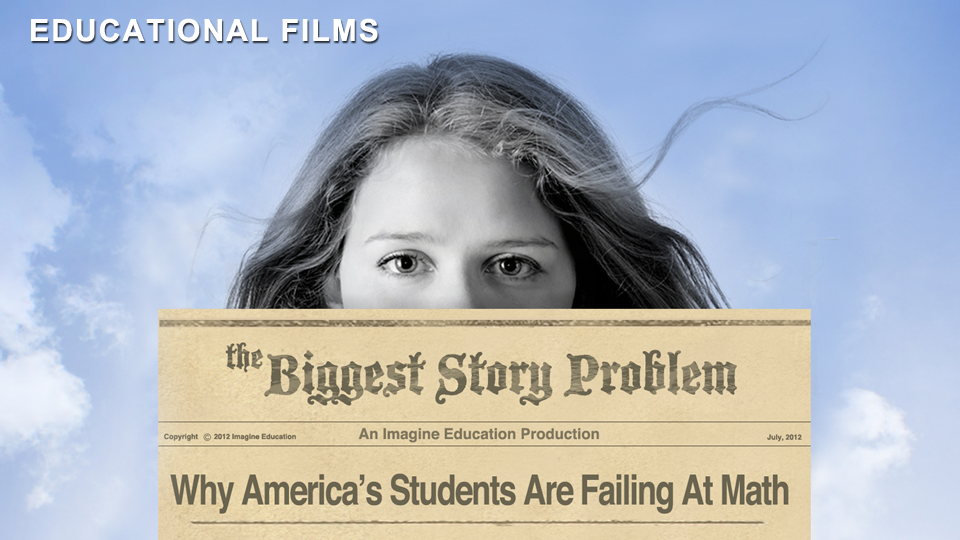 EDUCATIONAL FILMS
the Biggest Story Problem
Copyright © 2012 Imagine Education An Imagine Education Production July, 2012
Why America's Students Are Failing At Math